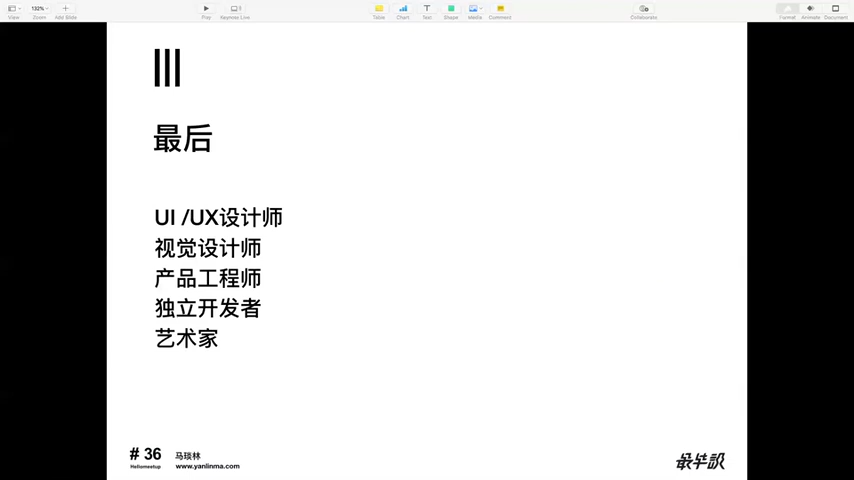 132%
View
Zoom
Add Slide
Play
Keynote Live
Table
Chart
Text
Shape
Media
Comment
Collaborate
Format
Animate
Document
最后
UI /UX设计师
视觉设计师
产品工程师
独立开发者
艺术家
# 36
Hellomeetup
马琰林
www.yanlinma.com